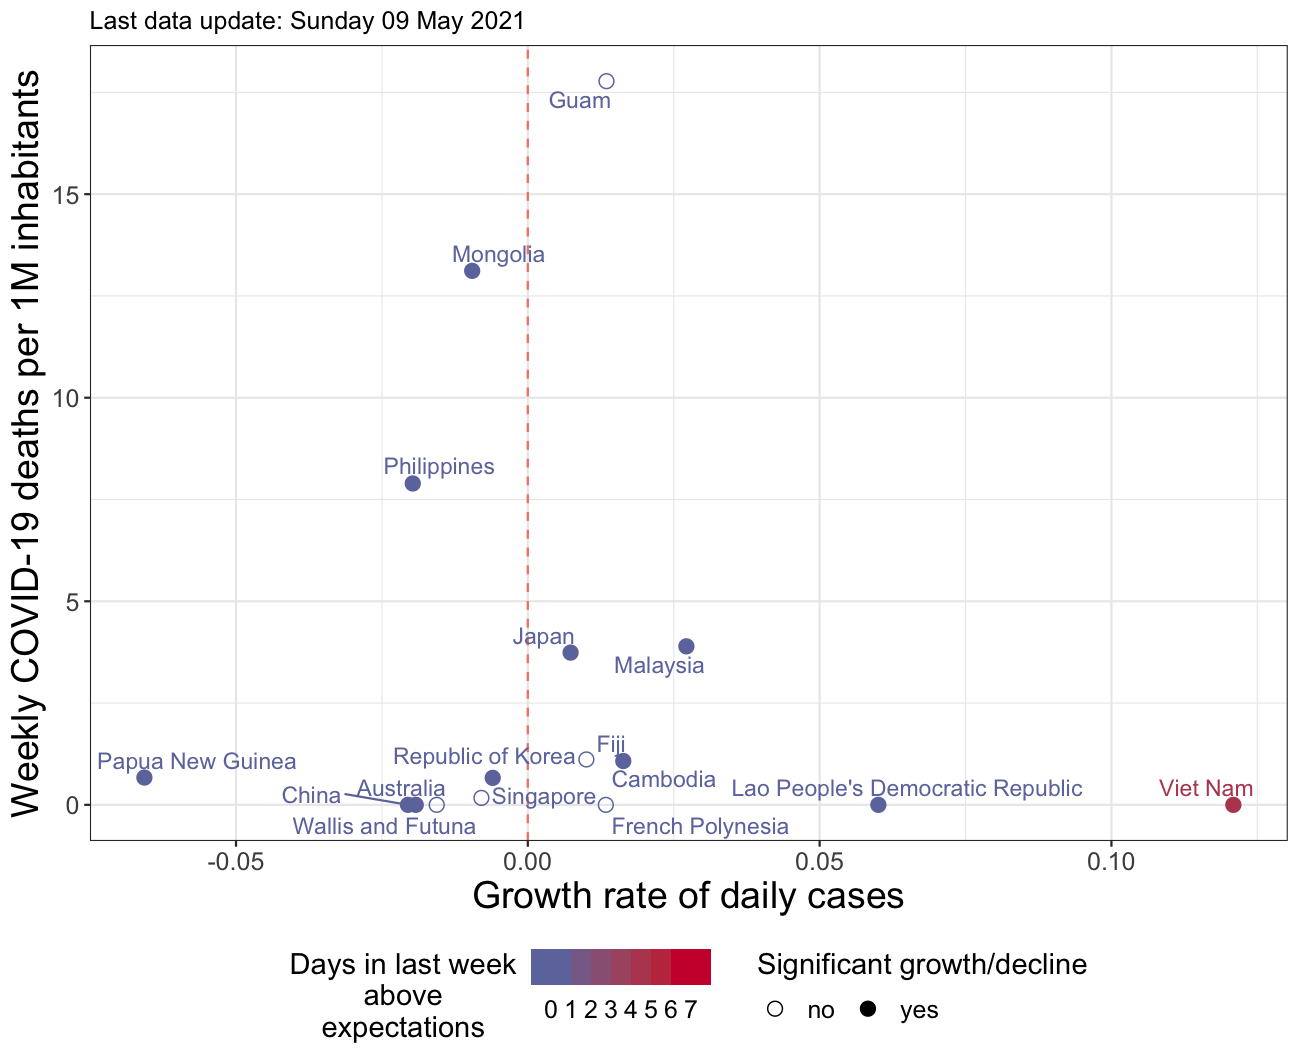 Last data update: Sunday 09 May 2021
Weekly COVID-19 deaths per 1M inhabitants
15
10
5
0
Guam
Mongolia
Philippines
Japan
Malaysia
Fiji
Republic of Korea
Papua New Guinea
Cambodia
Australia
Lao People's Democratic Republic
Viet Nam
China
Singapore
Wallis and Futuna
French Polynesia
-0.05
0.00
0.05
0.10
Growth rate of daily cases
Days in last week
above
expectations
0 1 2 3 4 5 6 7
Significant growth/decline
no
yes